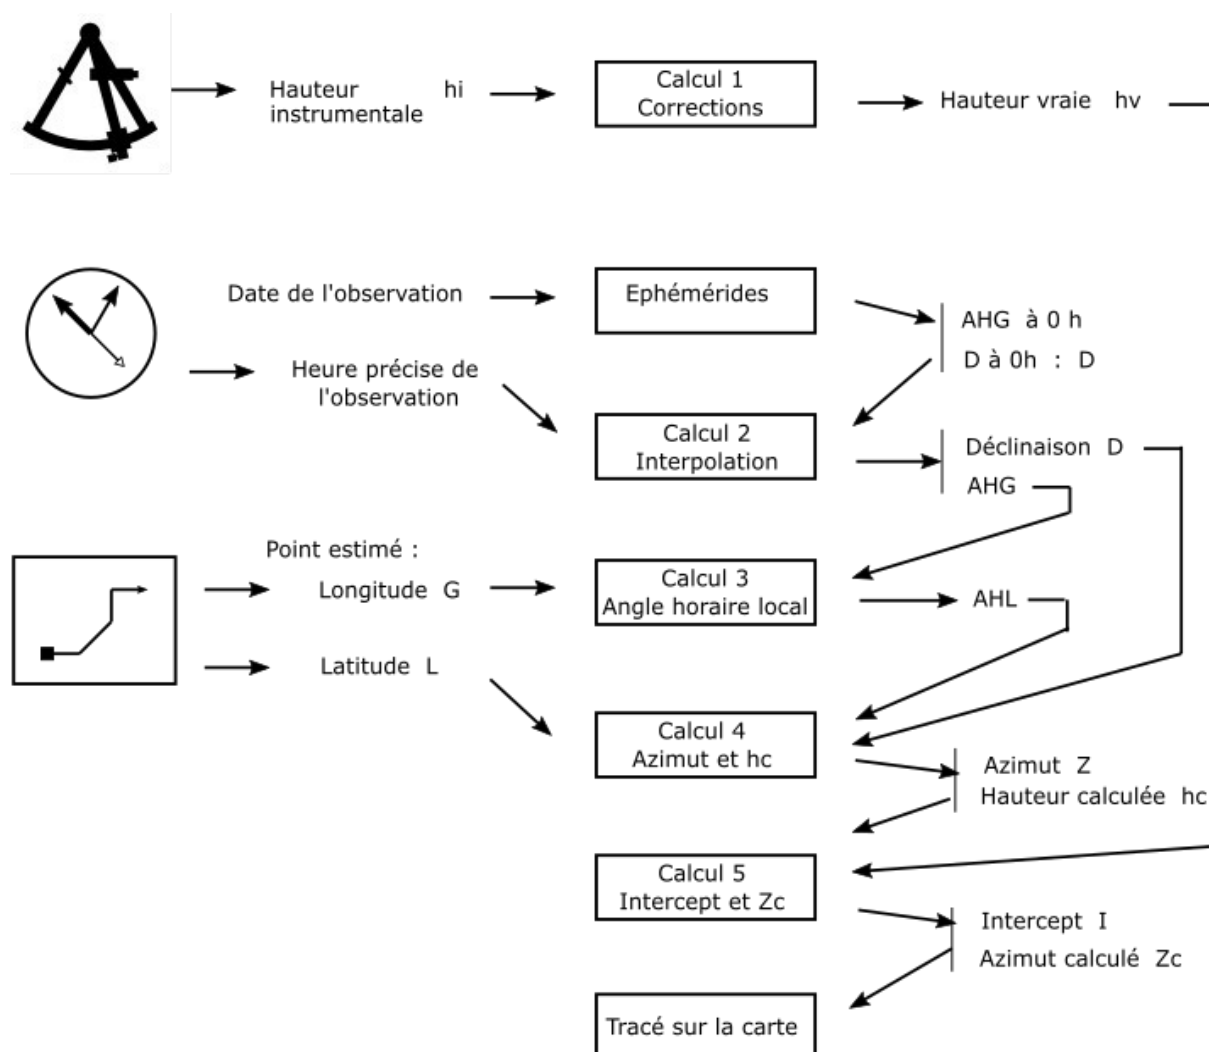 Hauteur hi
instrumentale
Calcul 1
Corrections
Hauteur vraie hv
Date de l'observation
Ephémérides
AHG à 0 h
D à 0h : D
Heure précise de
l'observation
Calcul 2
Interpolation
Déclinaison D
AHG
Point estimé :
Longitude G
Calcul 3
Angle horaire local
AHL
Latitude L
Calcul 4
Azimut et hc
Azimut Z
Hauteur calculée hc
Calcul 5
Intercept et Zc
Intercept I
Azimut calculé Zc
Tracé sur la carte